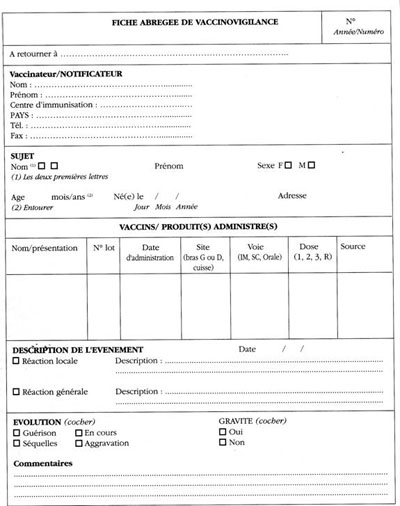 FICHE ABREGEE DE VACCINOVIGILANCE
N°
Année/Numéro
A retourner à ...............................................................
Vaccinateur/NOTIFICATEUR
Nom : ...............................................
Prénom : ...............................................
Centre d'immunisation : ...............................
PAYS : ...............................................
Tél. : ...............................................
Fax : ...............................................
SUJET
Nom (1) □ □ Prénom Sexe F □ M □
(1) Les deux premières lettres
Age mois/ans (2) Né(e) le / / Adresse
(2) Entourer Jour Mois Année
VACCINS/ PRODUIT(S) ADMINISTRE(S)
Nom/présentation N° lot Date d'administration Site (bras G ou D, cuisse) Voie (IM, SC, Orale) Dose (1, 2, 3, R) Source
DESCRIPTION DE L'EVENEMENT Date / /
□ Réaction locale Description : ...............................................
...............................................
□ Réaction générale Description : ...............................................
...............................................
EVOLUTION (cocher) GRAVITE (cocher)
□ Guérison □ En cours □ Oui
□ Séquelles □ Aggravation □ Non
Commentaires
...............................................
...............................................